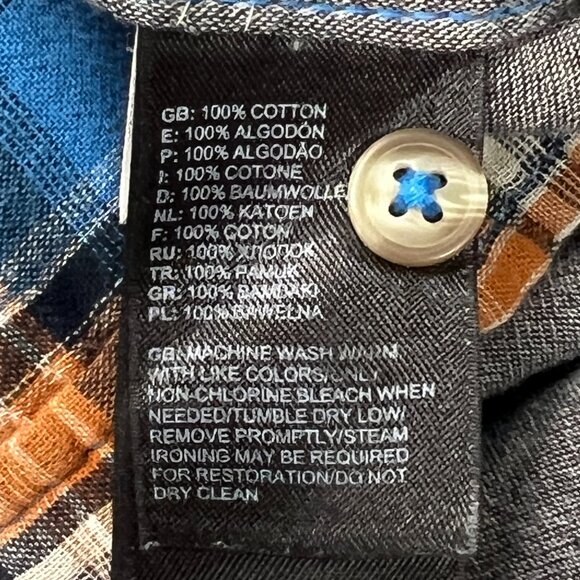 GB: 100% COTTON
E: 100% ALGODÓN
P: 100% ALGODÃO
I: 100% COTONE
D: 100% BAUMWOLLE
NL: 100% KATOEN
F: 100% COTON
RU: 100% ХЛОПОК
TR: 100% PAMUK
GR: 100% BAMBAKI
PL: 100% BAWEŁNA
GB: MACHINE WASH WARM
WITH LIKE COLORS/ONLY
NON-CHLORINE BLEACH WHEN
NEEDED/TUMBLE DRY LOW/
REMOVE PROMPTLY/STEAM
IRONING MAY BE REQUIRED
FOR RESTORATION/DO NOT
DRY CLEAN